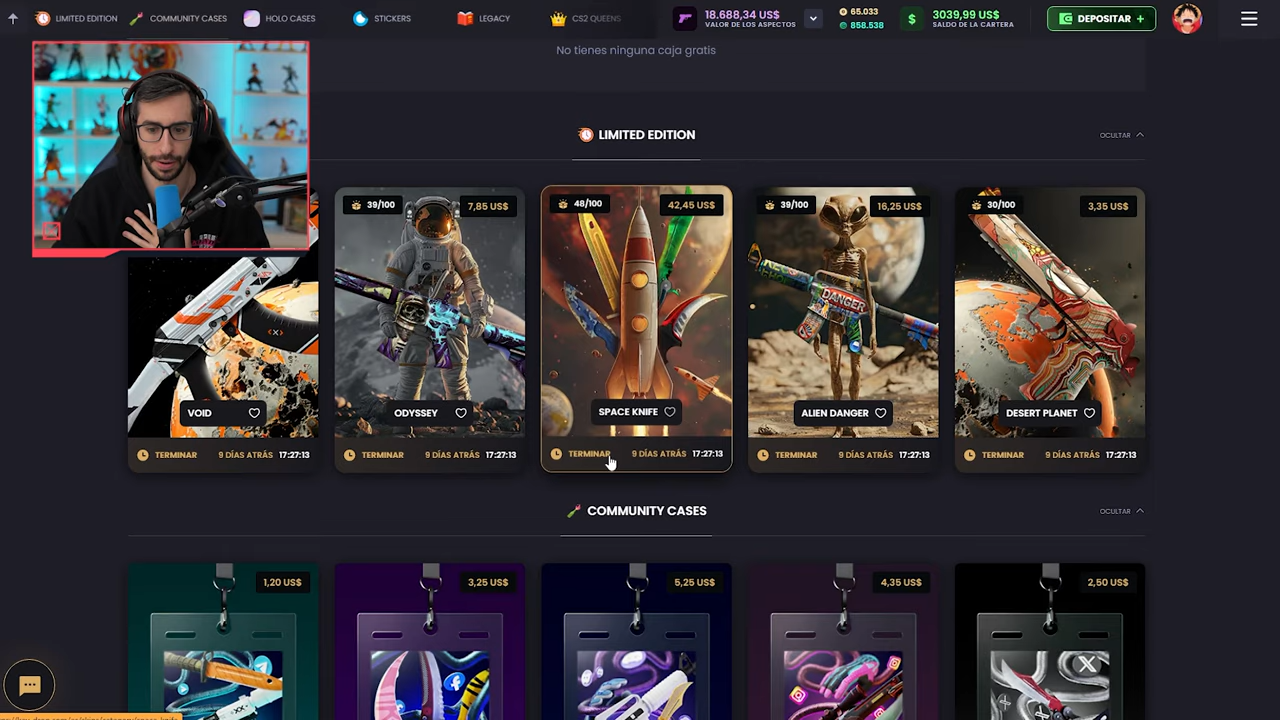 LIMITED EDITION
COMMUNITY CASES
HOLO CASES
STICKERS
LEGACY
CS2 QUEENS
18.688,34 US$
VALOR DE LOS ASPECTOS
65.033
858.538
$
3039,99 US$
SALDO DE LA CARTERA
DEPOSITAR +
No tienes ninguna caja gratis
LIMITED EDITION
OCULTAR
39/100
7,85 US$
48/100
42,45 US$
39/100
16,25 US$
30/100
3,35 US$
DANGER
VOID
ODYSSEY
SPACE KNIFE
ALIEN DANGER
DESERT PLANET
TERMINAR 9 DÍAS ATRÁS 17:27:13
TERMINAR 9 DÍAS ATRÁS 17:27:13
TERMINAR 9 DÍAS ATRÁS 17:27:13
TERMINAR 9 DÍAS ATRÁS 17:27:13
TERMINAR 9 DÍAS ATRÁS 17:27:13
COMMUNITY CASES
OCULTAR
1,20 US$
3,25 US$
5,25 US$
4,35 US$
2,50 US$